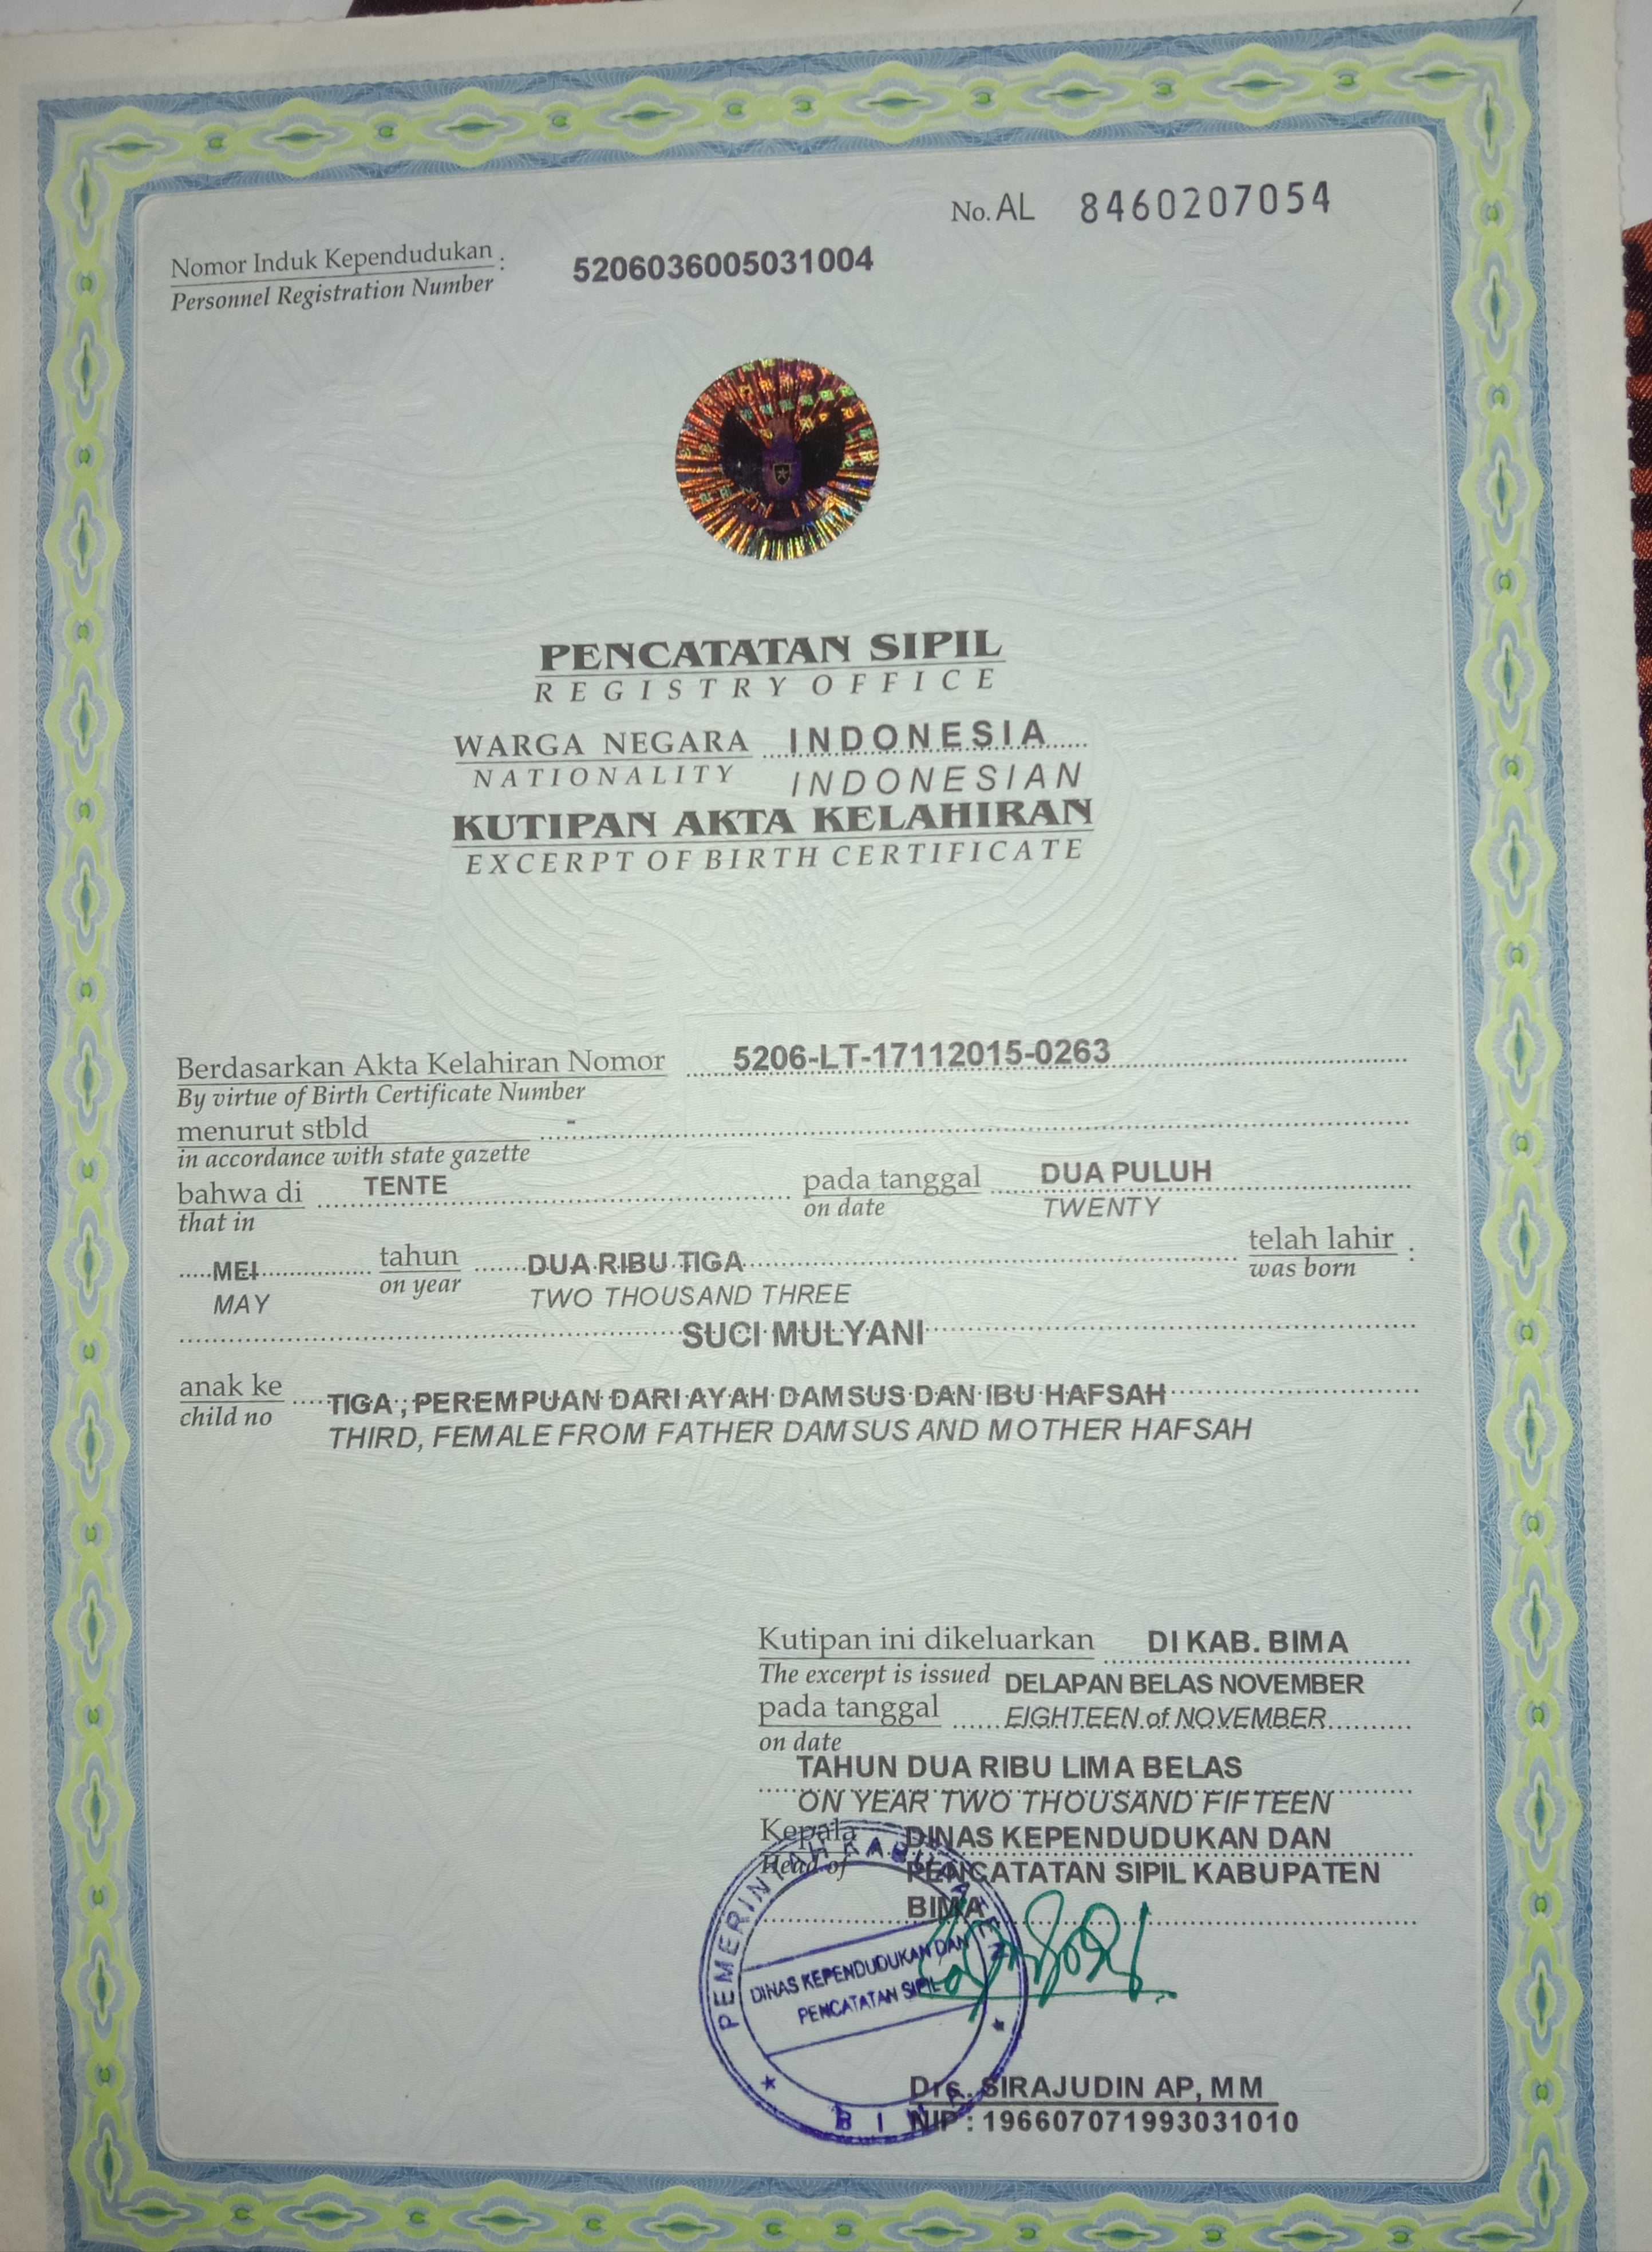 No. AL 8460207054
Nomor Induk Kependudukan : 5206036005031004
Personnel Registration Number
PENCATATAN SIPIL
REGISTRY OFFICE
WARGA NEGARA INDONESIA
NATIONALITY INDONESIAN
KUTIPAN AKTA KELAHIRAN
EXCERPT OF BIRTH CERTIFICATE
Berdasarkan Akta Kelahiran Nomor 5206-LT-17112015-0263
By virtue of Birth Certificate Number
menurut stbld -
in accordance with state gazette
bahwa di TENTE pada tanggal DUA PULUH
that in on date TWENTY
MEI tahun DUA RIBU TIGA telah lahir :
MAY on year TWO THOUSAND THREE was born
SUCI MULYANI
anak ke TIGA , PEREMPUAN DARI AYAH DAMSUS DAN IBU HAFSAH
child no THIRD, FEMALE FROM FATHER DAMSUS AND MOTHER HAFSAH
Kutipan ini dikeluarkan DI KAB. BIMA
The excerpt is issued DELAPAN BELAS NOVEMBER
pada tanggal EIGHTEEN of NOVEMBER
on date
TAHUN DUA RIBU LIMA BELAS
ON YEAR TWO THOUSAND FIFTEEN
Kepala DINAS KEPENDUDUKAN DAN
Head of PENCATATAN SIPIL KABUPATEN
BIMA
PEMERINTAH KABUPATEN
DINAS KEPENDUDUKAN DAN
PENCATATAN SIPIL
BIMA
Drs. SIRAJUDIN AP, MM
NIP : 196607071993031010